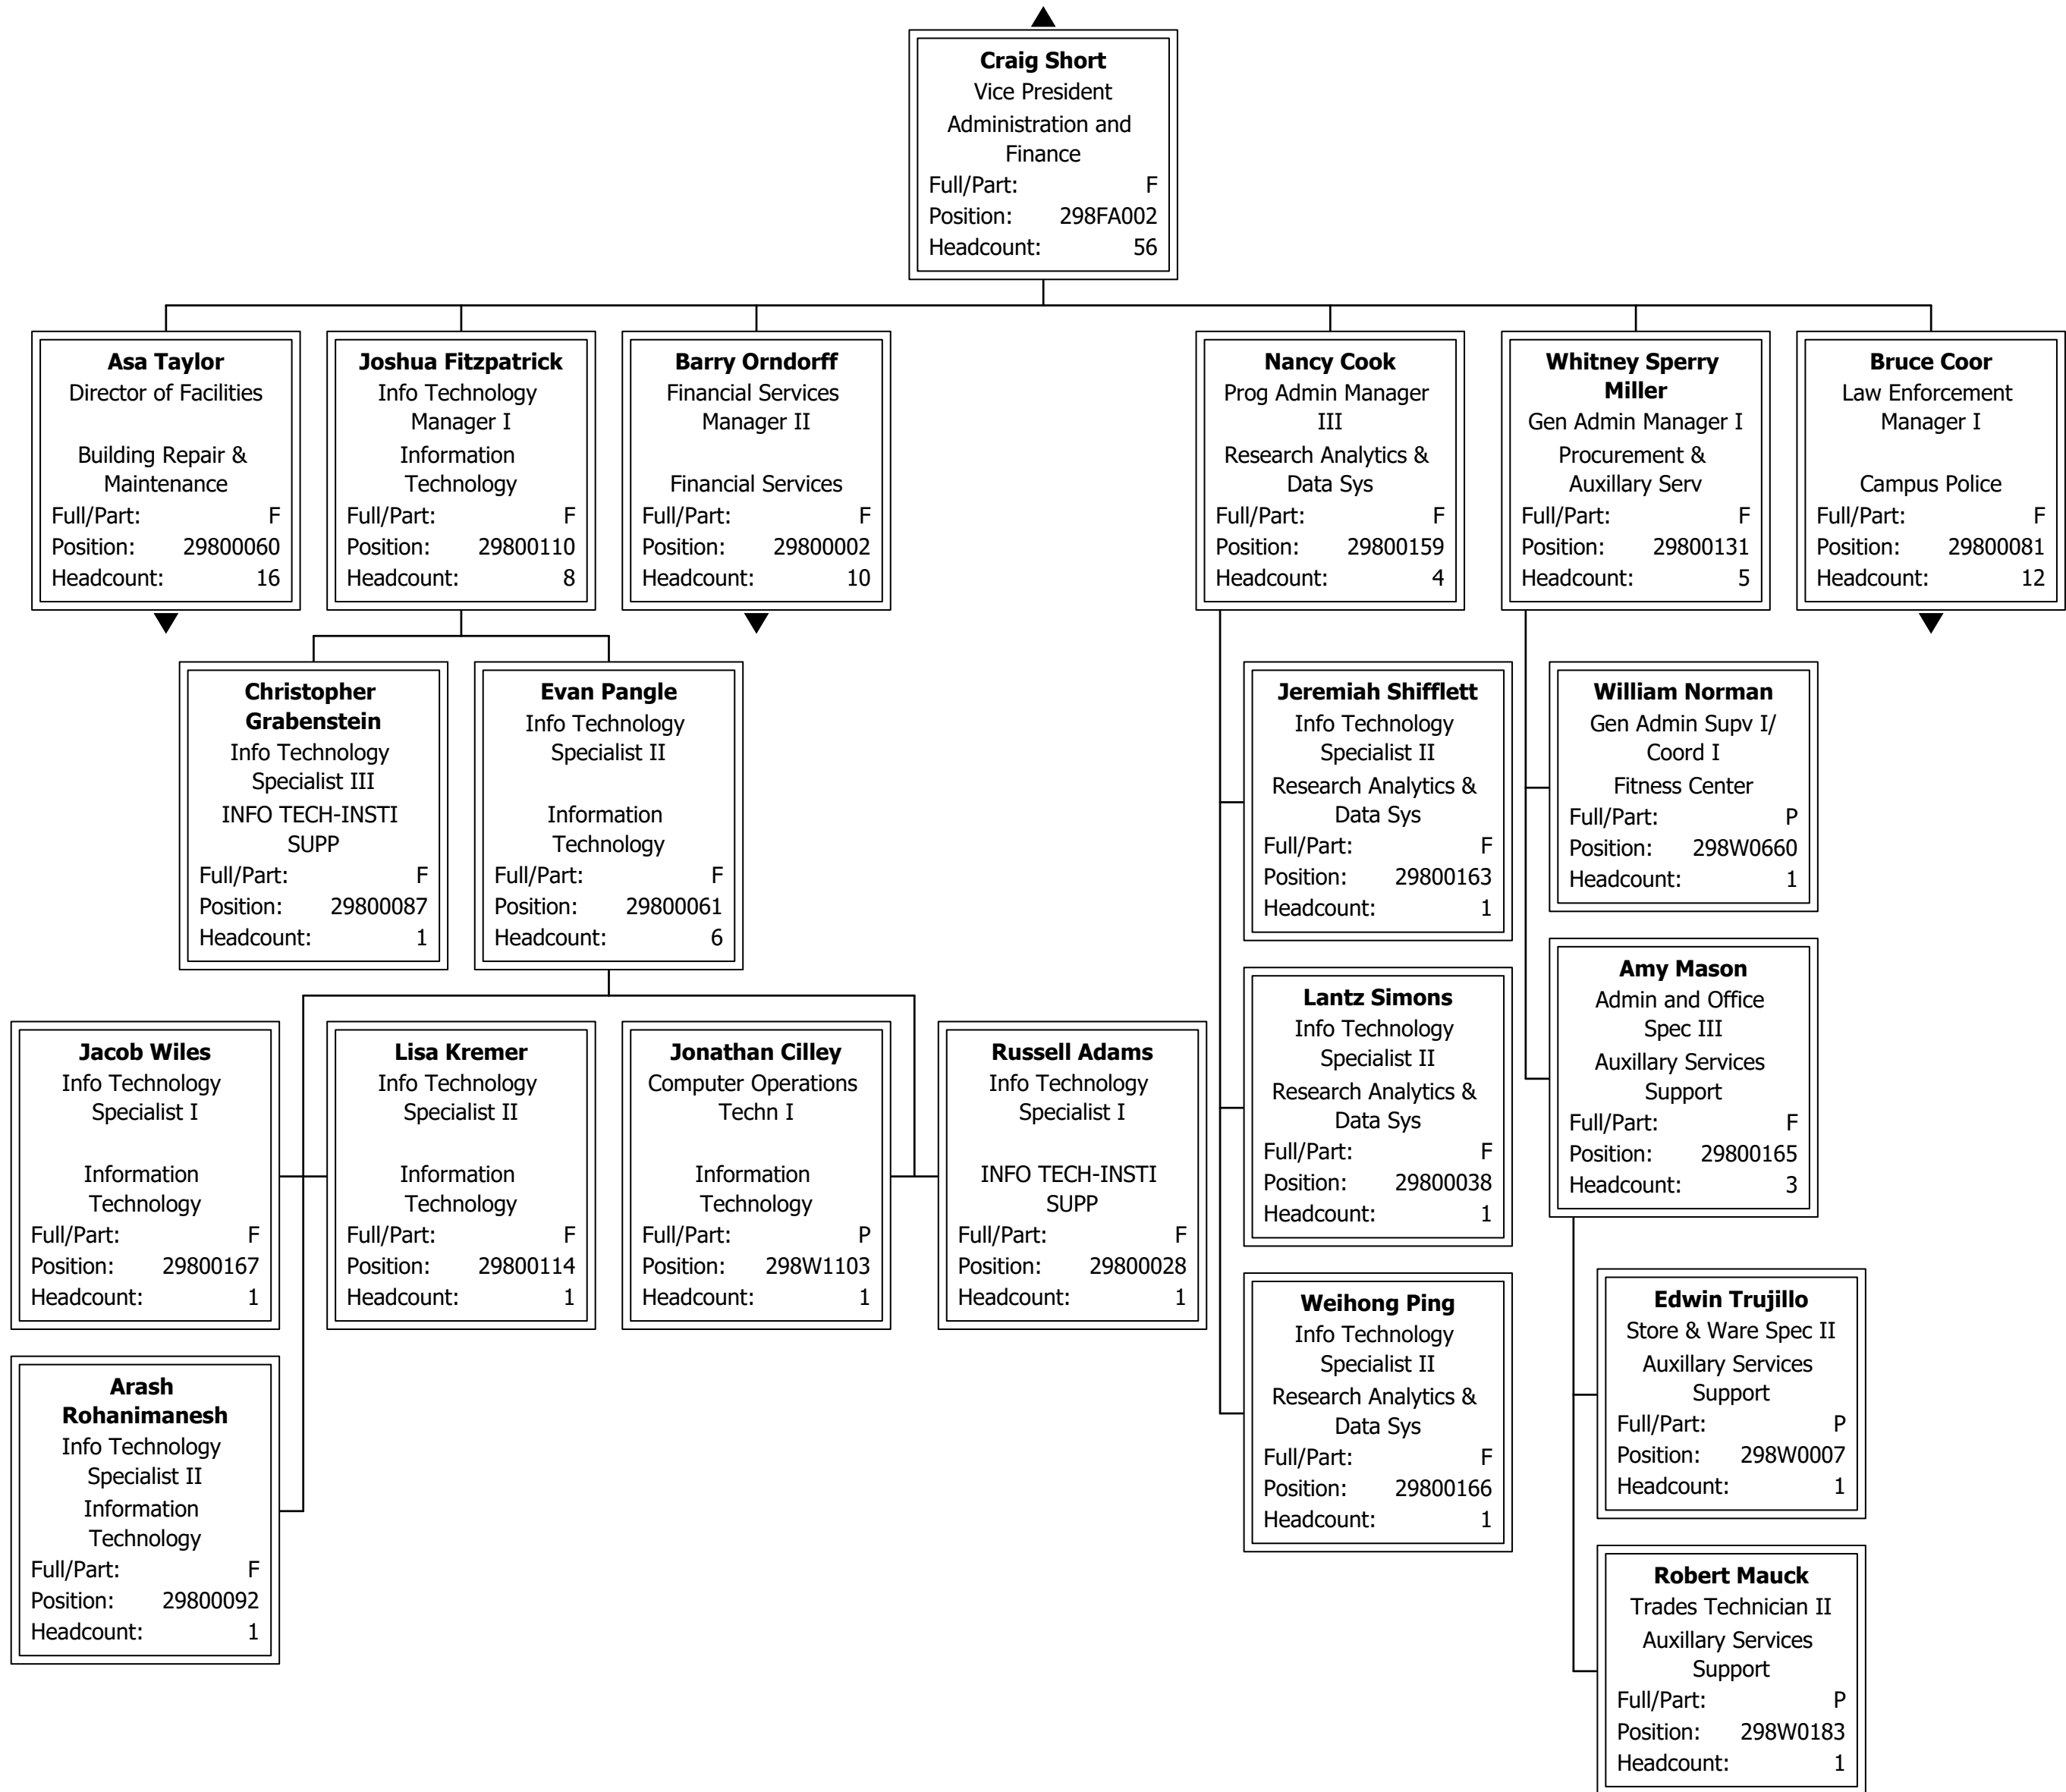 Craig Short
Vice President
Administration and
Finance
Full/Part: F
Position: 298FA002
Headcount: 56
Asa Taylor
Director of Facilities
Building Repair &
Maintenance
Full/Part: F
Position: 29800060
Headcount: 16
Joshua Fitzpatrick
Info Technology
Manager I
Information
Technology
Full/Part: F
Position: 29800110
Headcount: 8
Barry Orndorff
Financial Services
Manager II
Financial Services
Full/Part: F
Position: 29800002
Headcount: 10
Nancy Cook
Prog Admin Manager
III
Research Analytics &
Data Sys
Full/Part: F
Position: 29800159
Headcount: 4
Whitney Sperry
Miller
Gen Admin Manager I
Procurement &
Auxillary Serv
Full/Part: F
Position: 29800131
Headcount: 5
Bruce Coor
Law Enforcement
Manager I
Campus Police
Full/Part: F
Position: 29800081
Headcount: 12
Christopher
Grabenstein
Info Technology
Specialist III
INFO TECH-INSTI
SUPP
Full/Part: F
Position: 29800087
Headcount: 1
Evan Pangle
Info Technology
Specialist II
Information
Technology
Full/Part: F
Position: 29800061
Headcount: 6
Jeremiah Shifflett
Info Technology
Specialist II
Research Analytics &
Data Sys
Full/Part: F
Position: 29800163
Headcount: 1
William Norman
Gen Admin Supv I/
Coord I
Fitness Center
Full/Part: P
Position: 298W0660
Headcount: 1
Amy Mason
Admin and Office
Spec III
Auxillary Services
Support
Full/Part: F
Position: 29800165
Headcount: 3
Lantz Simons
Info Technology
Specialist II
Research Analytics &
Data Sys
Full/Part: F
Position: 29800038
Headcount: 1
Jacob Wiles
Info Technology
Specialist I
Information
Technology
Full/Part: F
Position: 29800167
Headcount: 1
Lisa Kremer
Info Technology
Specialist II
Information
Technology
Full/Part: F
Position: 29800114
Headcount: 1
Jonathan Cilley
Computer Operations
Techn I
Information
Technology
Full/Part: P
Position: 298W1103
Headcount: 1
Russell Adams
Info Technology
Specialist I
INFO TECH-INSTI
SUPP
Full/Part: F
Position: 29800028
Headcount: 1
Weihong Ping
Info Technology
Specialist II
Research Analytics &
Data Sys
Full/Part: F
Position: 29800166
Headcount: 1
Edwin Trujillo
Store & Ware Spec II
Auxillary Services
Support
Full/Part: P
Position: 298W0007
Headcount: 1
Arash
Rohanimanesh
Info Technology
Specialist II
Information
Technology
Full/Part: F
Position: 29800092
Headcount: 1
Robert Mauck
Trades Technician II
Auxillary Services
Support
Full/Part: P
Position: 298W0183
Headcount: 1